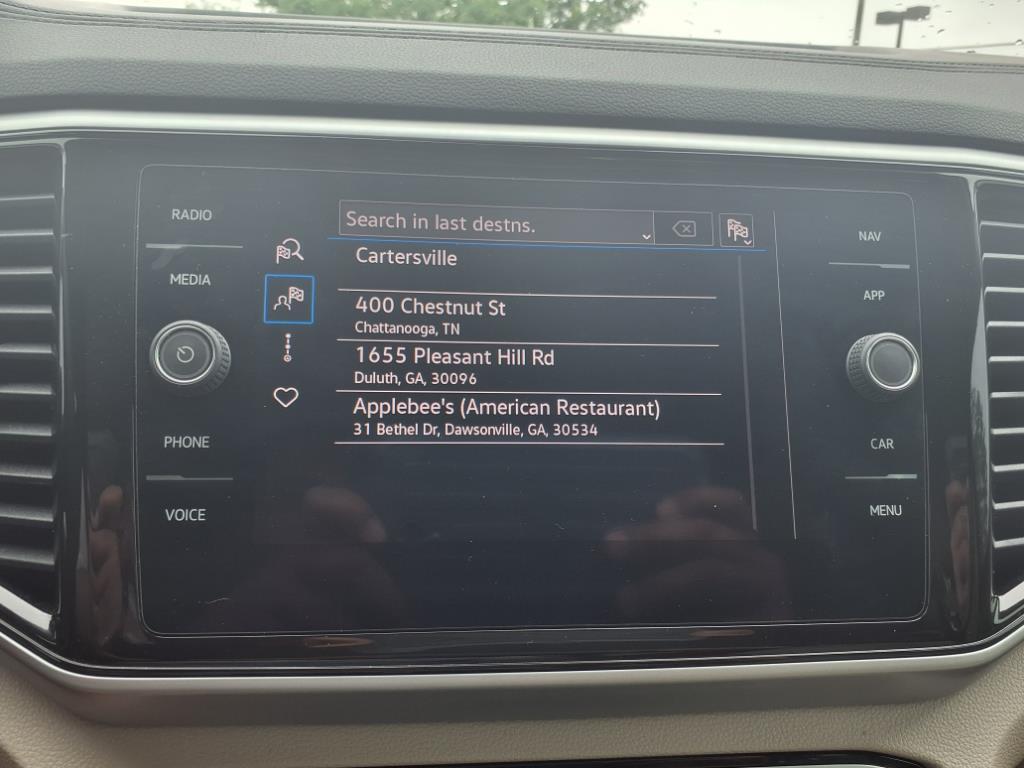 RADIO
MEDIA
PHONE
VOICE
Search in last destns.
Cartersville
400 Chestnut St
Chattanooga, TN
1655 Pleasant Hill Rd
Duluth, GA, 30096
Applebee's (American Restaurant)
31 Bethel Dr, Dawsonville, GA, 30534
NAV
APP
CAR
MENU